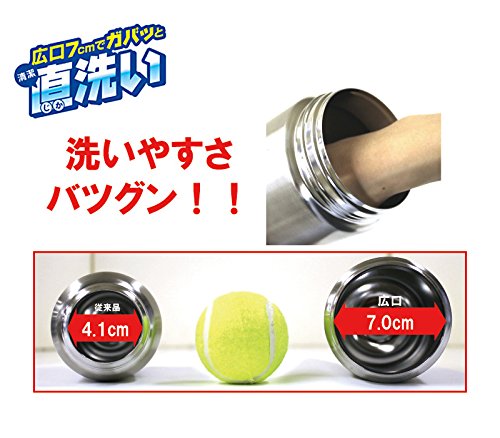 広口7cmでガバッと
清潔
直洗い
じか
洗いやすさ
バツグン！！
従来品
4.1cm
広口
7.0cm